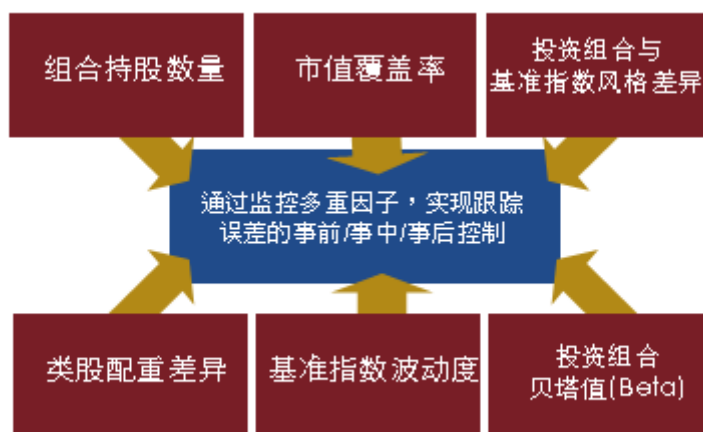 组合持股数量
市值覆盖率
投资组合与
基准指数风格差异
通过监控多重因子，实现跟踪
误差的事前/事中/事后控制
类股配重差异
基准指数波动度
投资组合
贝塔值(Beta)